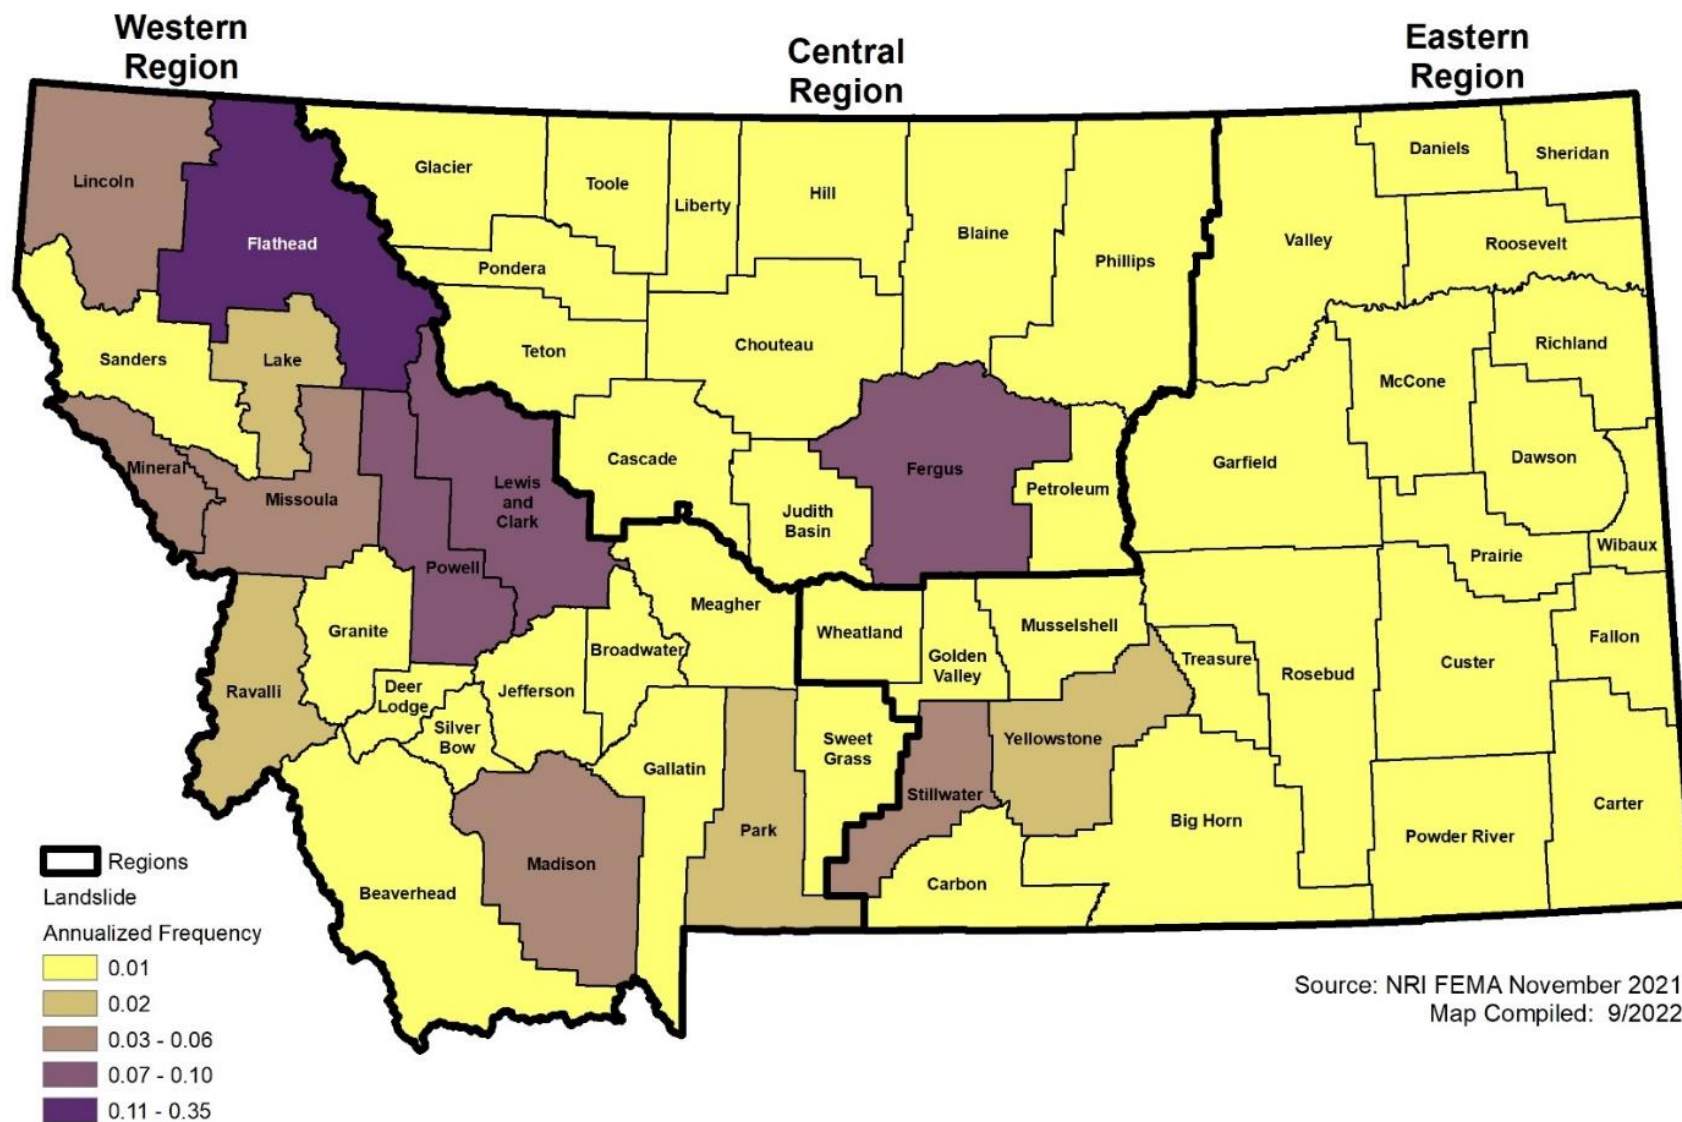 Western
Region
Central
Region
Eastern
Region
Lincoln
Flathead
Glacier
Toole
Liberty
Hill
Blaine
Phillips
Valley
Daniels
Sheridan
Roosevelt
Pondera
Sanders
Lake
Teton
Chouteau
McCone
Richland
Mineral
Missoula
Lewis
and
Clark
Powell
Cascade
Judith
Basin
Fergus
Petroleum
Garfield
Dawson
Prairie
Wibaux
Granite
Ravalli
Deer
Lodge
Silver
Bow
Jefferson
Broadwater
Meagher
Wheatland
Golden
Valley
Musselshell
Treasure
Rosebud
Custer
Fallon
Beaverhead
Madison
Gallatin
Park
Sweet
Grass
Stillwater
Yellowstone
Carbon
Big Horn
Powder River
Carter
Regions
Landslide
Annualized Frequency
0.01
0.02
0.03 - 0.06
0.07 - 0.10
0.11 - 0.35
Source: NRI FEMA November 2021
Map Compiled: 9/2022